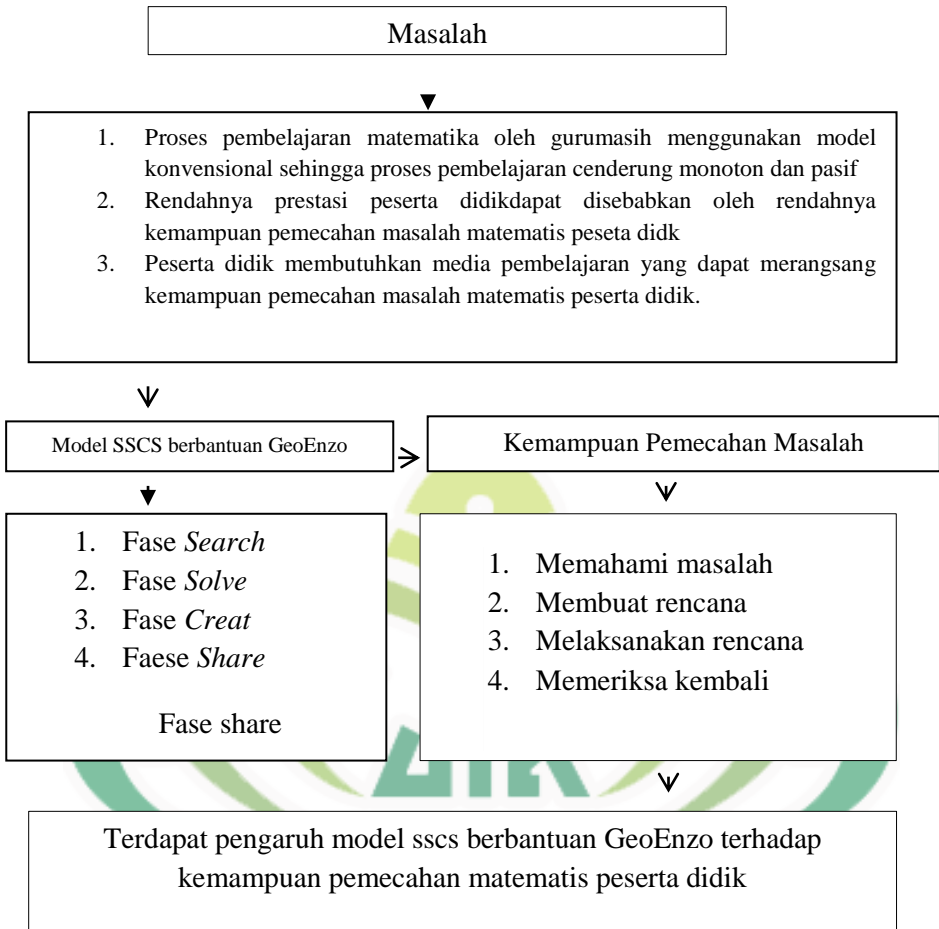 Masalah
1. Proses pembelajaran matematika oleh gurumasih menggunakan model
konvensional sehingga proses pembelajaran cenderung monoton dan pasif
2. Rendahnya prestasi peserta didikdapat disebabkan oleh rendahnya
kemampuan pemecahan masalah matematis peseta didk
3. Peserta didik membutuhkan media pembelajaran yang dapat merangsang
kemampuan pemecahan masalah matematis peserta didik.
Model SSCS berbantuan GeoEnzo
Kemampuan Pemecahan Masalah
1. Fase Search
2. Fase Solve
3. Fase Creat
4. Faese Share
Fase share
1. Memahami masalah
2. Membuat rencana
3. Melaksanakan rencana
4. Memeriksa kembali
Terdapat pengaruh model sscs berbantuan GeoEnzo terhadap
kemampuan pemecahan matematis peserta didik